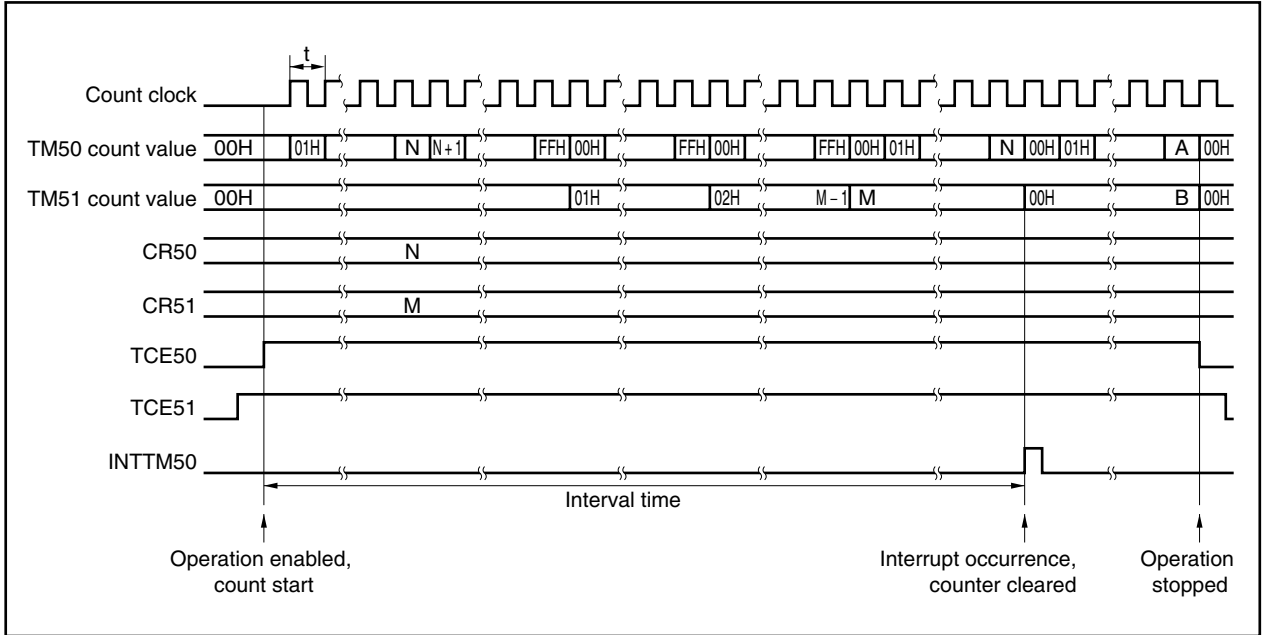 t
Count clock
TM50 count value 00H 01H N N + 1 FFH 00H FFH 00H FFH 00H 01H N 00H 01H A 00H
TM51 count value 00H 01H 02H M – 1 M 00H B 00H
CR50 N
CR51 M
TCE50
TCE51
INTTM50
Interval time
Operation enabled,
count start
Interrupt occurrence,
counter cleared
Operation
stopped